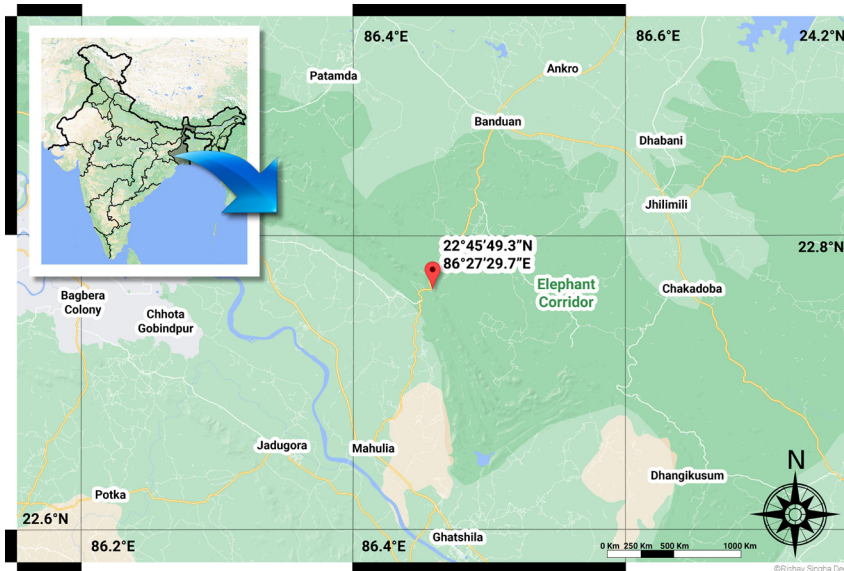 86.4°E
86.6°E
24.2°N
Patamda
Ankro
Banduan
Dhabani
Jhilimili
22°45’49.3”N
86°27’29.7”E
22.8°N
Elephant
Corridor
Bagbera
Colony
Chhota
Gobindpur
Chakadoba
Jadugora
Mahulia
N
Dhangikusum
Potka
22.6°N
86.2°E
86.4°E
Ghatshila
0 Km 250 Km 500 Km 1000 Km
©Rishav Singha Deo